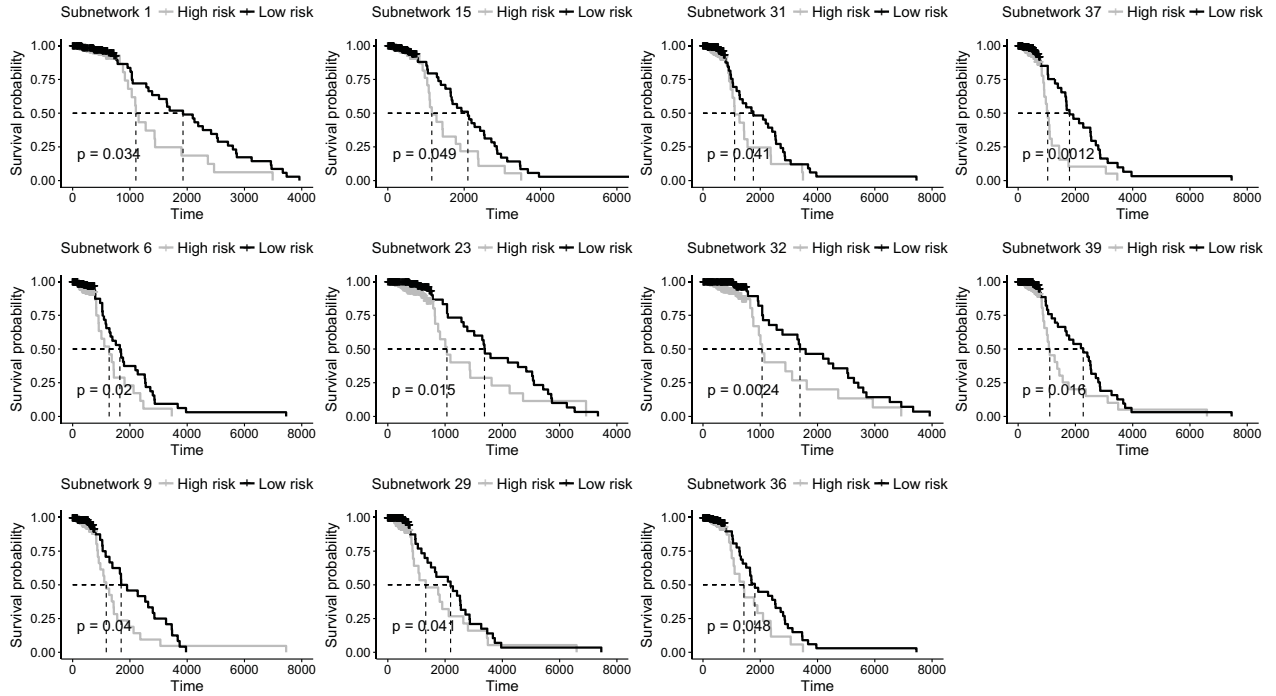 Subnetwork 1 High risk Low risk
Survival probability
1.00
0.75
0.50
0.25
0.00
p = 0.034
0 1000 2000 3000 4000
Time
Subnetwork 15 High risk Low risk
Survival probability
1.00
0.75
0.50
0.25
0.00
p = 0.049
0 2000 4000 6000
Time
Subnetwork 31 High risk Low risk
Survival probability
1.00
0.75
0.50
0.25
0.00
p = 0.041
0 2000 4000 6000 8000
Time
Subnetwork 37 High risk Low risk
Survival probability
1.00
0.75
0.50
0.25
0.00
p = 0.0012
0 2000 4000 6000 8000
Time
Subnetwork 6 High risk Low risk
Survival probability
1.00
0.75
0.50
0.25
0.00
p = 0.02
0 2000 4000 6000 8000
Time
Subnetwork 23 High risk Low risk
Survival probability
1.00
0.75
0.50
0.25
0.00
p = 0.015
0 1000 2000 3000 4000
Time
Subnetwork 32 High risk Low risk
Survival probability
1.00
0.75
0.50
0.25
0.00
p = 0.0024
0 1000 2000 3000 4000
Time
Subnetwork 39 High risk Low risk
Survival probability
1.00
0.75
0.50
0.25
0.00
p = 0.016
0 2000 4000 6000 8000
Time
Subnetwork 9 High risk Low risk
Survival probability
1.00
0.75
0.50
0.25
0.00
p = 0.04
0 2000 4000 6000 8000
Time
Subnetwork 29 High risk Low risk
Survival probability
1.00
0.75
0.50
0.25
0.00
p = 0.041
0 2000 4000 6000 8000
Time
Subnetwork 36 High risk Low risk
Survival probability
1.00
0.75
0.50
0.25
0.00
p = 0.048
0 2000 4000 6000 8000
Time